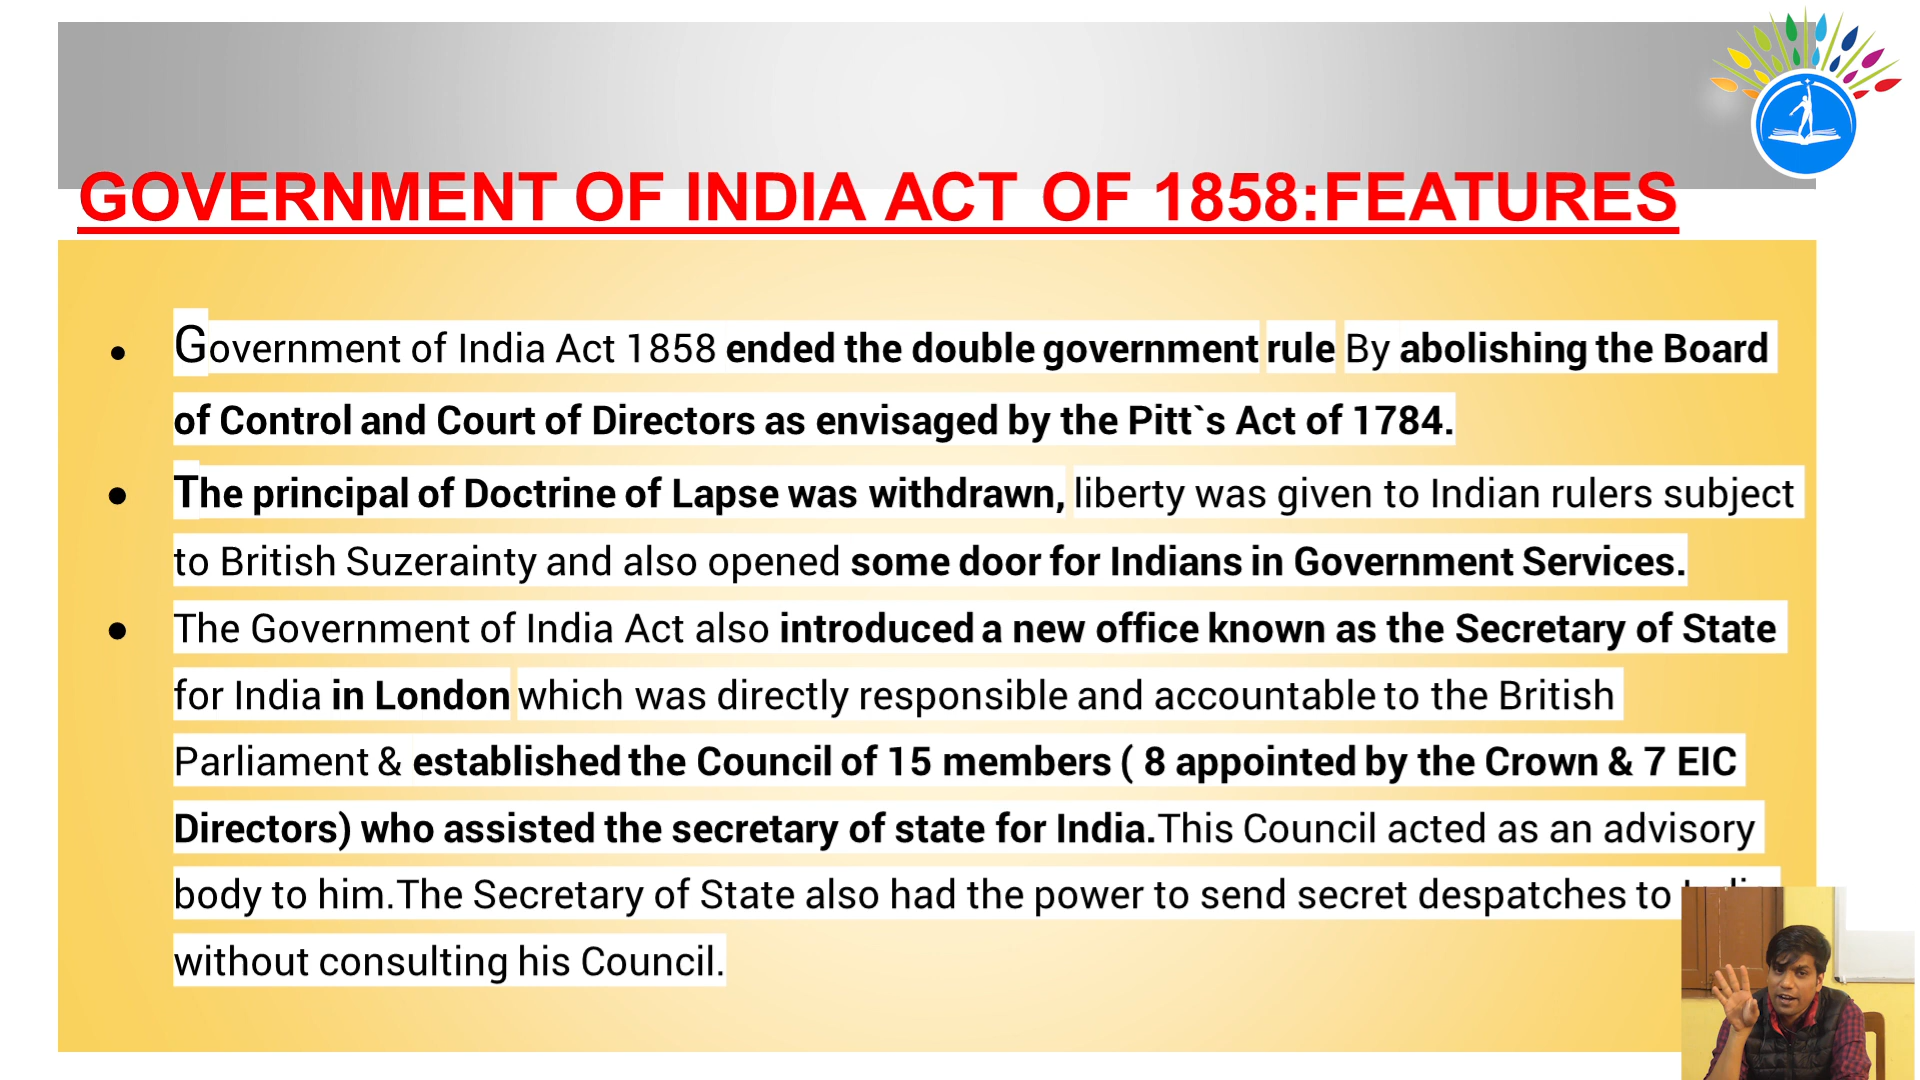 GOVERNMENT OF INDIA ACT OF 1858:FEATURES
● Government of India Act 1858 ended the double government rule By abolishing the Board
of Control and Court of Directors as envisaged by the Pitt`s Act of 1784.
● The principal of Doctrine of Lapse was withdrawn, liberty was given to Indian rulers subject
to British Suzerainty and also opened some door for Indians in Government Services.
● The Government of India Act also introduced a new office known as the Secretary of State
for India in London which was directly responsible and accountable to the British
Parliament & established the Council of 15 members ( 8 appointed by the Crown & 7 EIC
Directors) who assisted the secretary of state for India.This Council acted as an advisory
body to him.The Secretary of State also had the power to send secret despatches to
without consulting his Council.